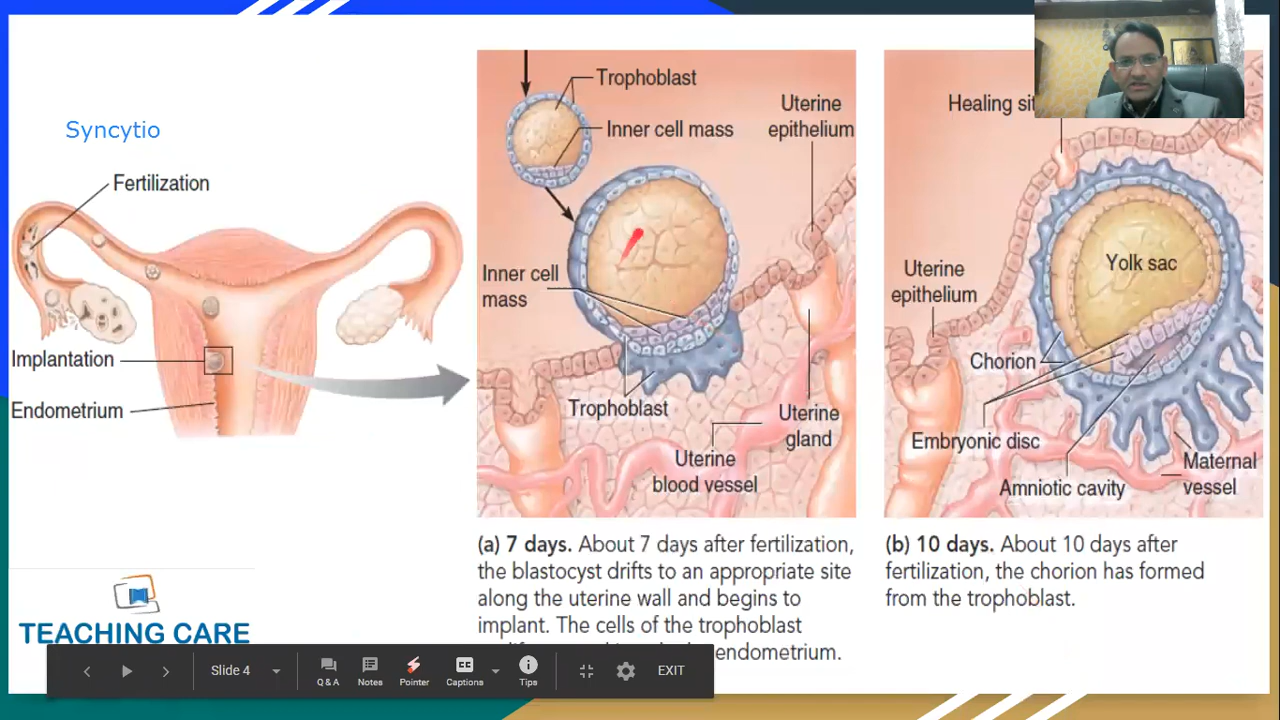 Syncytio
Fertilization
Implantation
Endometrium
TEACHING CARE
Trophoblast
Inner cell mass
Uterine
epithelium
Inner cell
mass
Trophoblast
Uterine
gland
Uterine
blood vessel
(a) 7 days. About 7 days after fertilization,
the blastocyst drifts to an appropriate site
along the uterine wall and begins to
implant. The cells of the trophoblast
endometrium.
Healing
Uterine
epithelium
Yolk sac
Chorion
Embryonic disc
Amniotic cavity
Maternal
vessel
(b) 10 days. About 10 days after
fertilization, the chorion has formed
from the trophoblast.
Slide 4
Q & A
Notes
Pointer
CC
Captions
Tips
EXIT